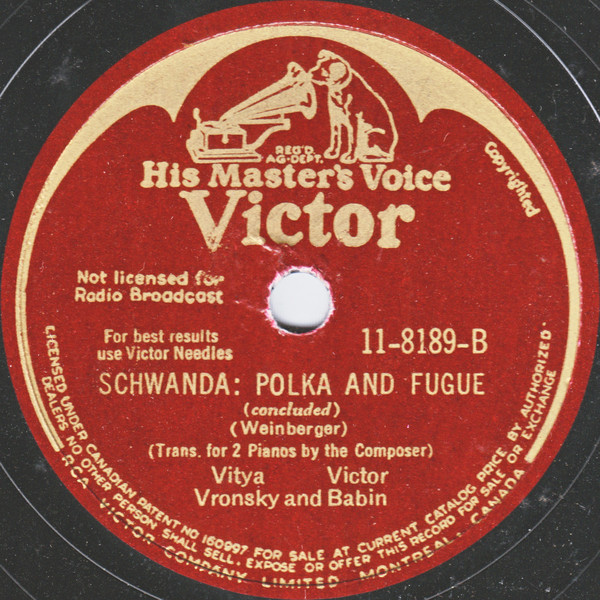 REG'D.
AG-DEPT.
His Master's Voice
Victor
Copyrighted
Not licensed for
Radio Broadcast
For best results
use Victor Needles
11-8189-B
SCHWANDA: POLKA AND FUGUE
(concluded)
(Weinberger)
(Trans. for 2 Pianos by the Composer)
Vitya Victor
Vronsky and Babin
LICENSED UNDER CANADIAN PATENT NO 160997. FOR SALE AT CURRENT CATALOG PRICE BY AUTHORIZED
DEALERS NO OTHER PERSON SHALL SELL, EXPOSE OR OFFER THIS RECORD FOR SALE OR EXCHANGE
RCA VICTOR COMPANY LIMITED MONTREAL, CANADA